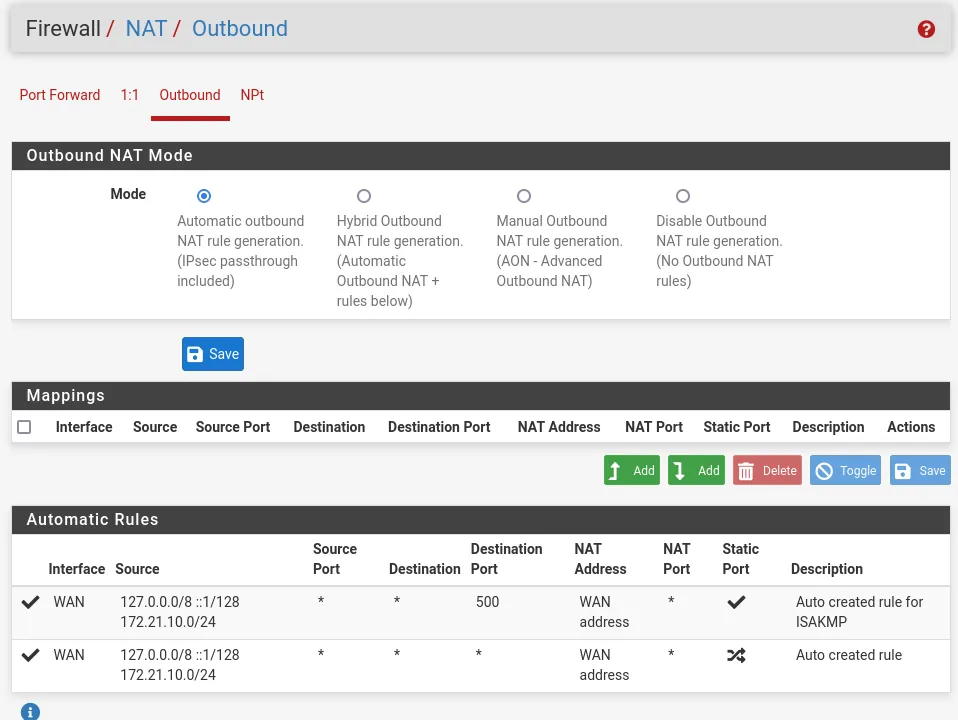 Firewall / NAT / Outbound
Port Forward 1:1 Outbound NPt
Outbound NAT Mode
Mode
Automatic outbound
NAT rule generation.
(IPsec passthrough
included)
Hybrid Outbound
NAT rule generation.
(Automatic
Outbound NAT +
rules below)
Manual Outbound
NAT rule generation.
(AON - Advanced
Outbound NAT)
Disable Outbound
NAT rule generation.
(No Outbound NAT
rules)
Save
Mappings
Interface Source Source Port Destination Destination Port NAT Address NAT Port Static Port Description Actions
Add Add Delete Toggle Save
Automatic Rules
Source Destination NAT NAT Static
Interface Source Port Destination Port Address Port Port Description
WAN 127.0.0.0/8 ::1/128 * * 500 WAN * Auto created rule for
172.21.10.0/24 address ISAKMP
WAN 127.0.0.0/8 ::1/128 * * * WAN * Auto created rule
172.21.10.0/24 address